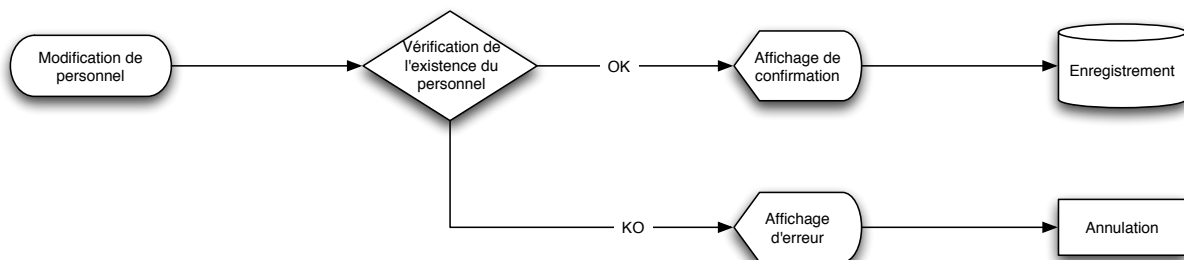 Modification de
personnel
Vérification de
l'existence du
personnel
OK
Affichage de
confirmation
Enregistrement
KO
Affichage
d'erreur
Annulation